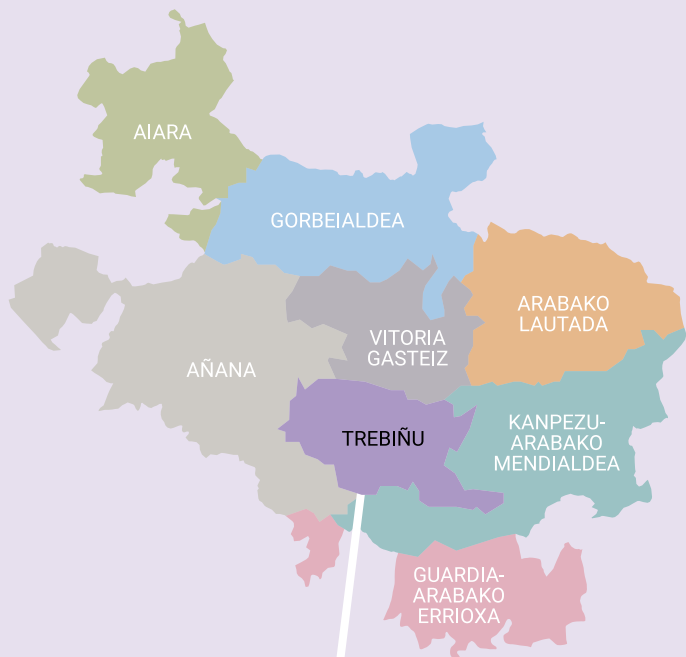 AIARA
GORBEIALDEA
ARABAKO
LAUTADA
VITORIA
GASTEIZ
AÑANA
TREBIÑU
KANPEZU-
ARABAKO
MENDIALDEA
GUARDIA-
ARABAKO
ERRIOXA